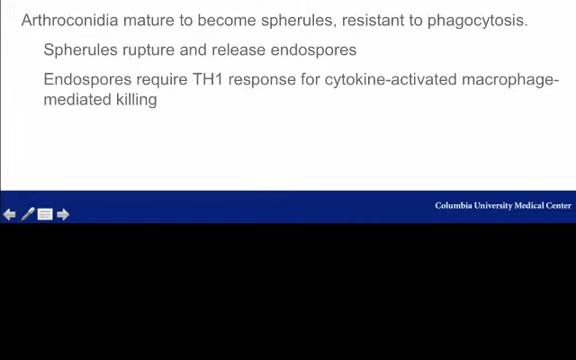 Arthroconidia mature to become spherules, resistant to phagocytosis.
Spherules rupture and release endospores
Endospores require TH1 response for cytokine-activated macrophage-
mediated killing
Columbia University Medical Center